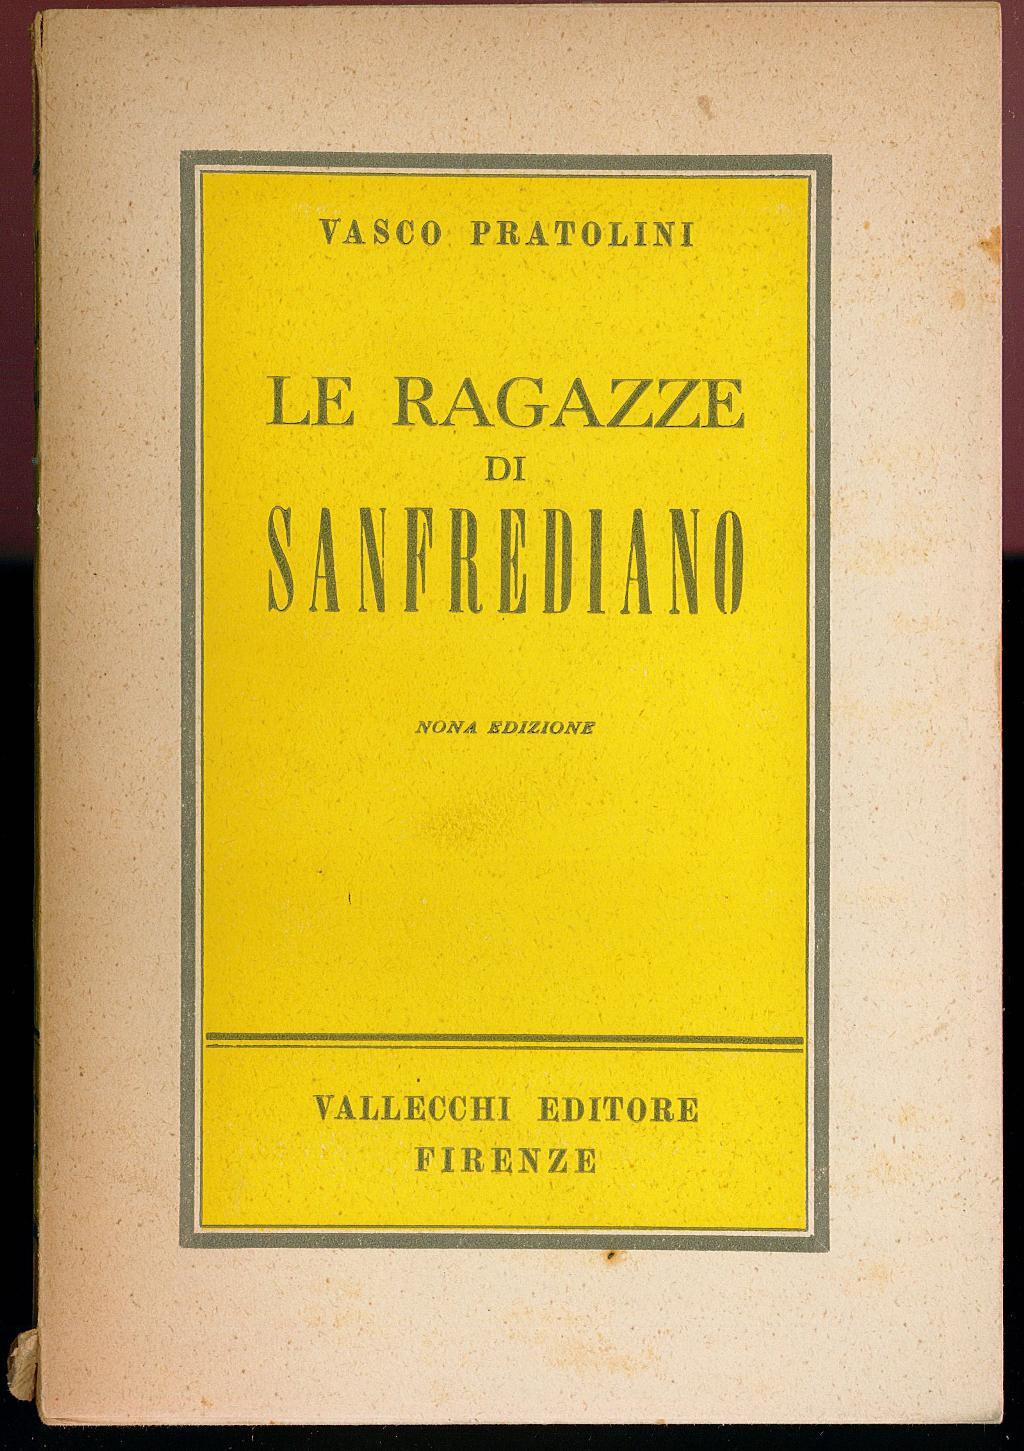 VASCO PRATOLINI
LE RAGAZZE
DI
SANFREDIANO
NONA EDIZIONE
VALLECCHI EDITORE
FIRENZE